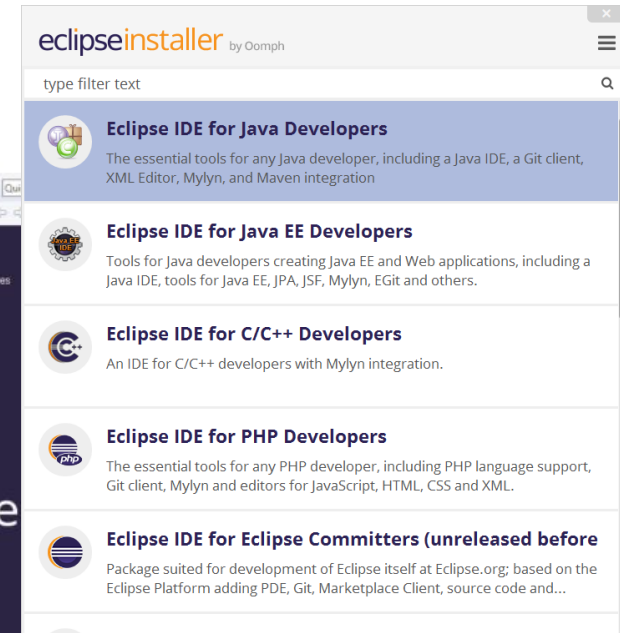 eclipseinstaller by Oomph
type filter text
Eclipse IDE for Java Developers
The essential tools for any Java developer, including a Java IDE, a Git client,
XML Editor, Mylyn, and Maven integration
Java EE
IDE
Eclipse IDE for Java EE Developers
Tools for Java developers creating Java EE and Web applications, including a
Java IDE, tools for Java EE, JPA, JSF, Mylyn, EGit and others.
Eclipse IDE for C/C++ Developers
An IDE for C/C++ developers with Mylyn integration.
php
Eclipse IDE for PHP Developers
The essential tools for any PHP developer, including PHP language support,
Git client, Mylyn and editors for JavaScript, HTML, CSS and XML.
Eclipse IDE for Eclipse Committers (unreleased before
Package suited for development of Eclipse itself at Eclipse.org; based on the
Eclipse Platform adding PDE, Git, Marketplace Client, source code and...